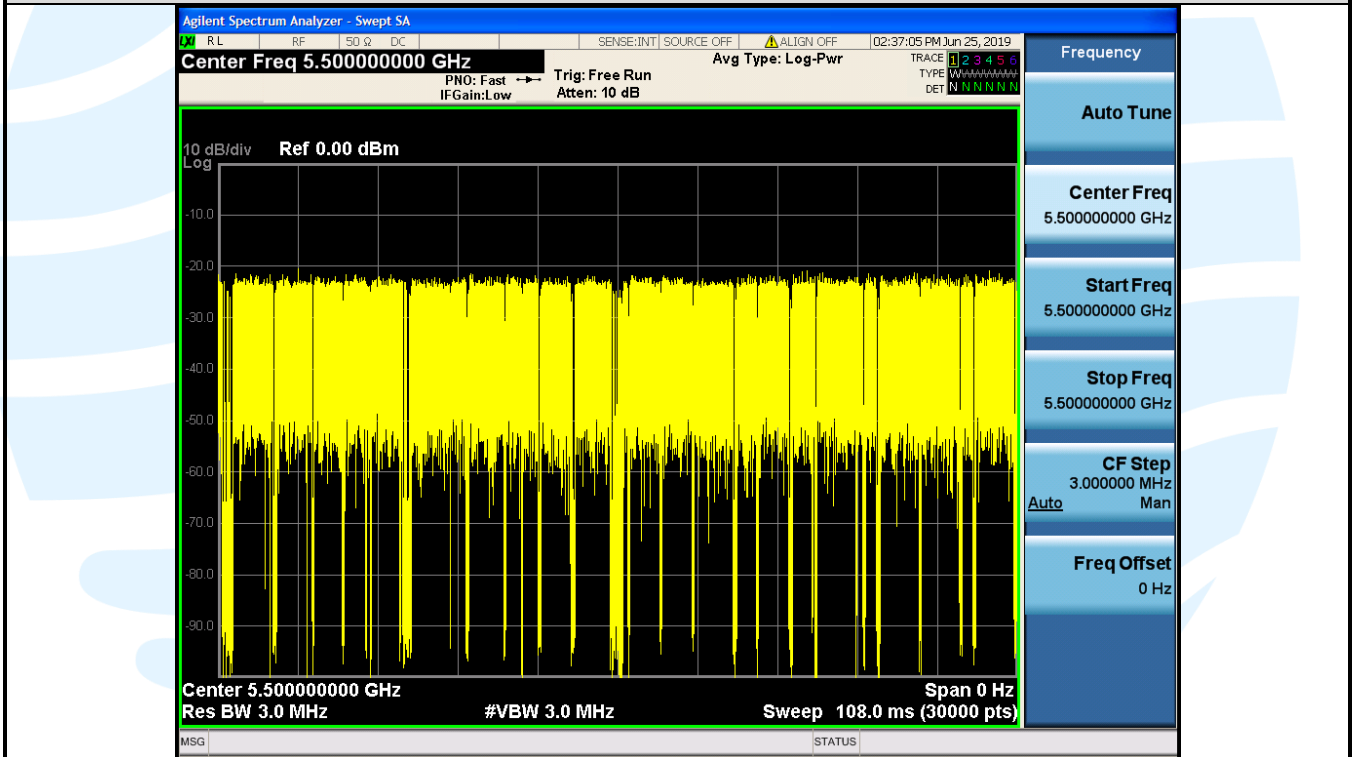 Agilent Spectrum Analyzer - Swept SA
LXI RL RF 50 Ω DC SENSE:INT SOURCE OFF ALIGN OFF 02:37:05 PM Jun 25, 2019
Center Freq 5.500000000 GHz Avg Type: Log-Pwr TRACE 1 2 3 4 5 6
PNO: Fast Trig: Free Run TYPE WWWWWW
IFGain:Low Atten: 10 dB DET N N N N N N
10 dB/div Ref 0.00 dBm
Log
-10.0
-20.0
-30.0
-40.0
-50.0
-60.0
-70.0
-80.0
-90.0
Center 5.500000000 GHz Span 0 Hz
Res BW 3.0 MHz #VBW 3.0 MHz Sweep 108.0 ms (30000 pts)
MSG STATUS
Frequency
Auto Tune
Center Freq
5.500000000 GHz
Start Freq
5.500000000 GHz
Stop Freq
5.500000000 GHz
CF Step
3.000000 MHz
Auto Man
Freq Offset
0 Hz